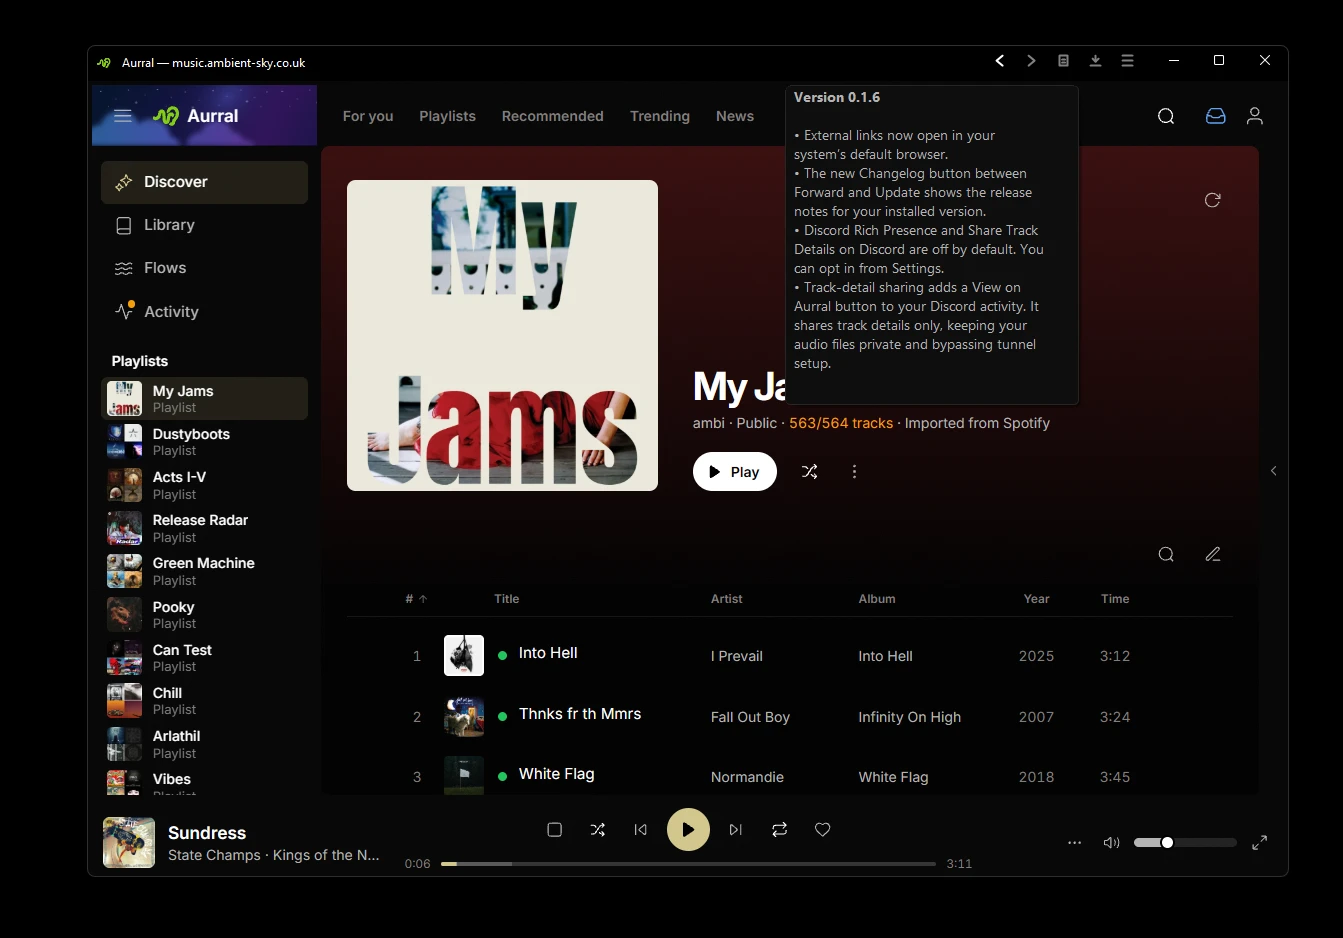 Aurral — music.ambient-sky.co.uk
Aurral
For you
Playlists
Recommended
Trending
News
Version 0.1.6
• External links now open in your
system's default browser.
• The new Changelog button between
Forward and Update shows the release
notes for your installed version.
• Discord Rich Presence and Share Track
Details on Discord are off by default. You
can opt in from Settings.
• Track-detail sharing adds a View on
Aurral button to your Discord activity. It
shares track details only, keeping your
audio files private and bypassing tunnel
setup.
Discover
Library
Flows
Activity
Playlists
My Jams
Playlist
Dustyboots
Playlist
Acts I-V
Playlist
Release Radar
Playlist
Green Machine
Playlist
Pooky
Playlist
Can Test
Playlist
Chill
Playlist
Arlathil
Playlist
Vibes
Playlist
My
Jams
My Ja
ambi · Public · 563/564 tracks · Imported from Spotify
Play
# ↑ Title Artist Album Year Time
1 Into Hell I Prevail Into Hell 2025 3:12
2 Thnks fr th Mmrs Fall Out Boy Infinity On High 2007 3:24
3 White Flag Normandie White Flag 2018 3:45
Sundress
State Champs · Kings of the N...
0:06
3:11